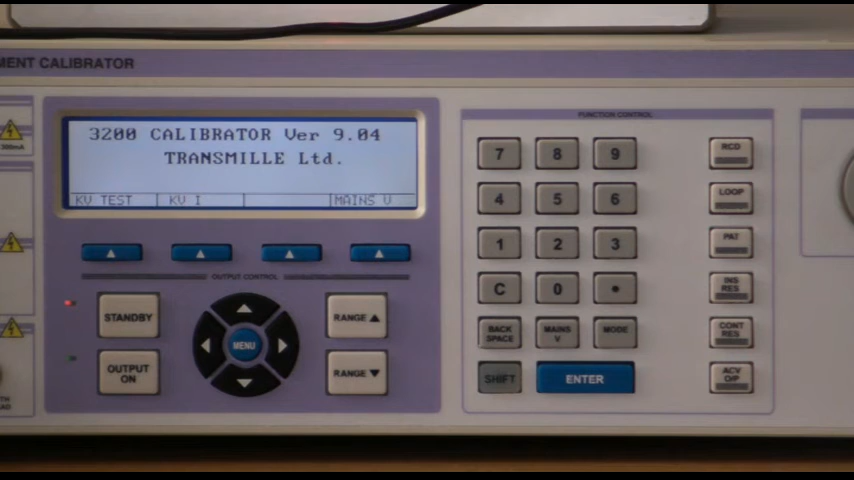 MENT CALIBRATOR
300mA
3200 CALIBRATOR Ver 9.04
TRANSMILLE Ltd.
KV TEST KV I MAINS V
OUTPUT CONTROL
STANDBY
OUTPUT ON
MENU
RANGE ▲
RANGE ▼
FUNCTION CONTROL
7 8 9
4 5 6
1 2 3
C 0 •
BACK SPACE
MAINS V
MODE
SHIFT
ENTER
RCD
LOOP
PAT
INS RES
CONT RES
ACV O/P